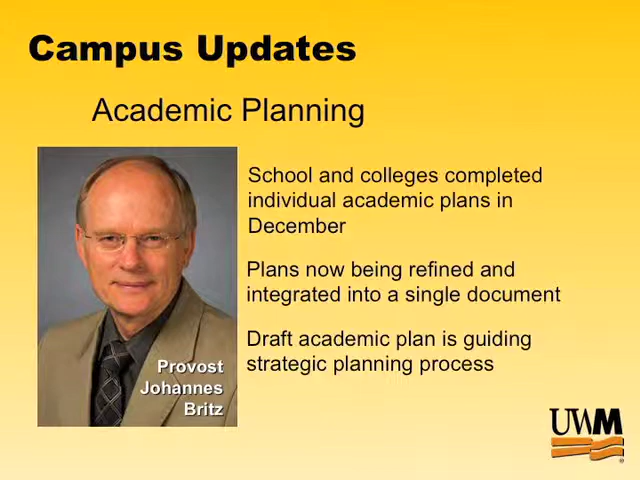 Campus Updates
Academic Planning
School and colleges completed
individual academic plans in
December
Plans now being refined and
integrated into a single document
Draft academic plan is guiding
strategic planning process
Provost
Johannes
Britz
UWM
®